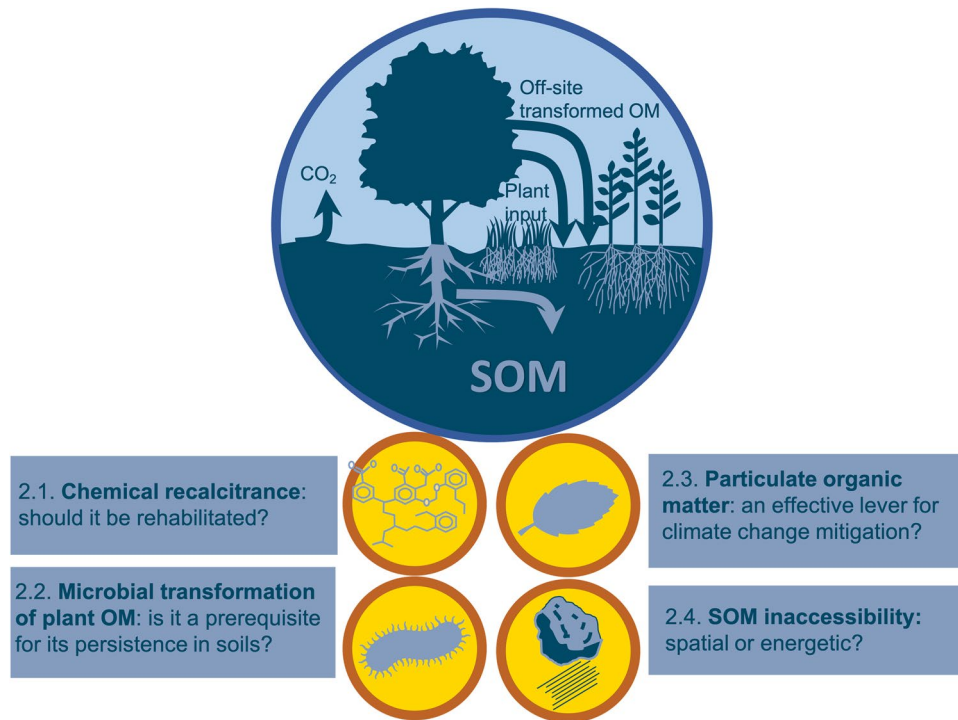 Off-site
transformed OM
CO₂
Plant
input
SOM
2.1. Chemical recalcitrance:
should it be rehabilitated?
2.2. Microbial transformation
of plant OM: is it a prerequisite
for its persistence in soils?
2.3. Particulate organic
matter: an effective lever for
climate change mitigation?
2.4. SOM inaccessibility:
spatial or energetic?